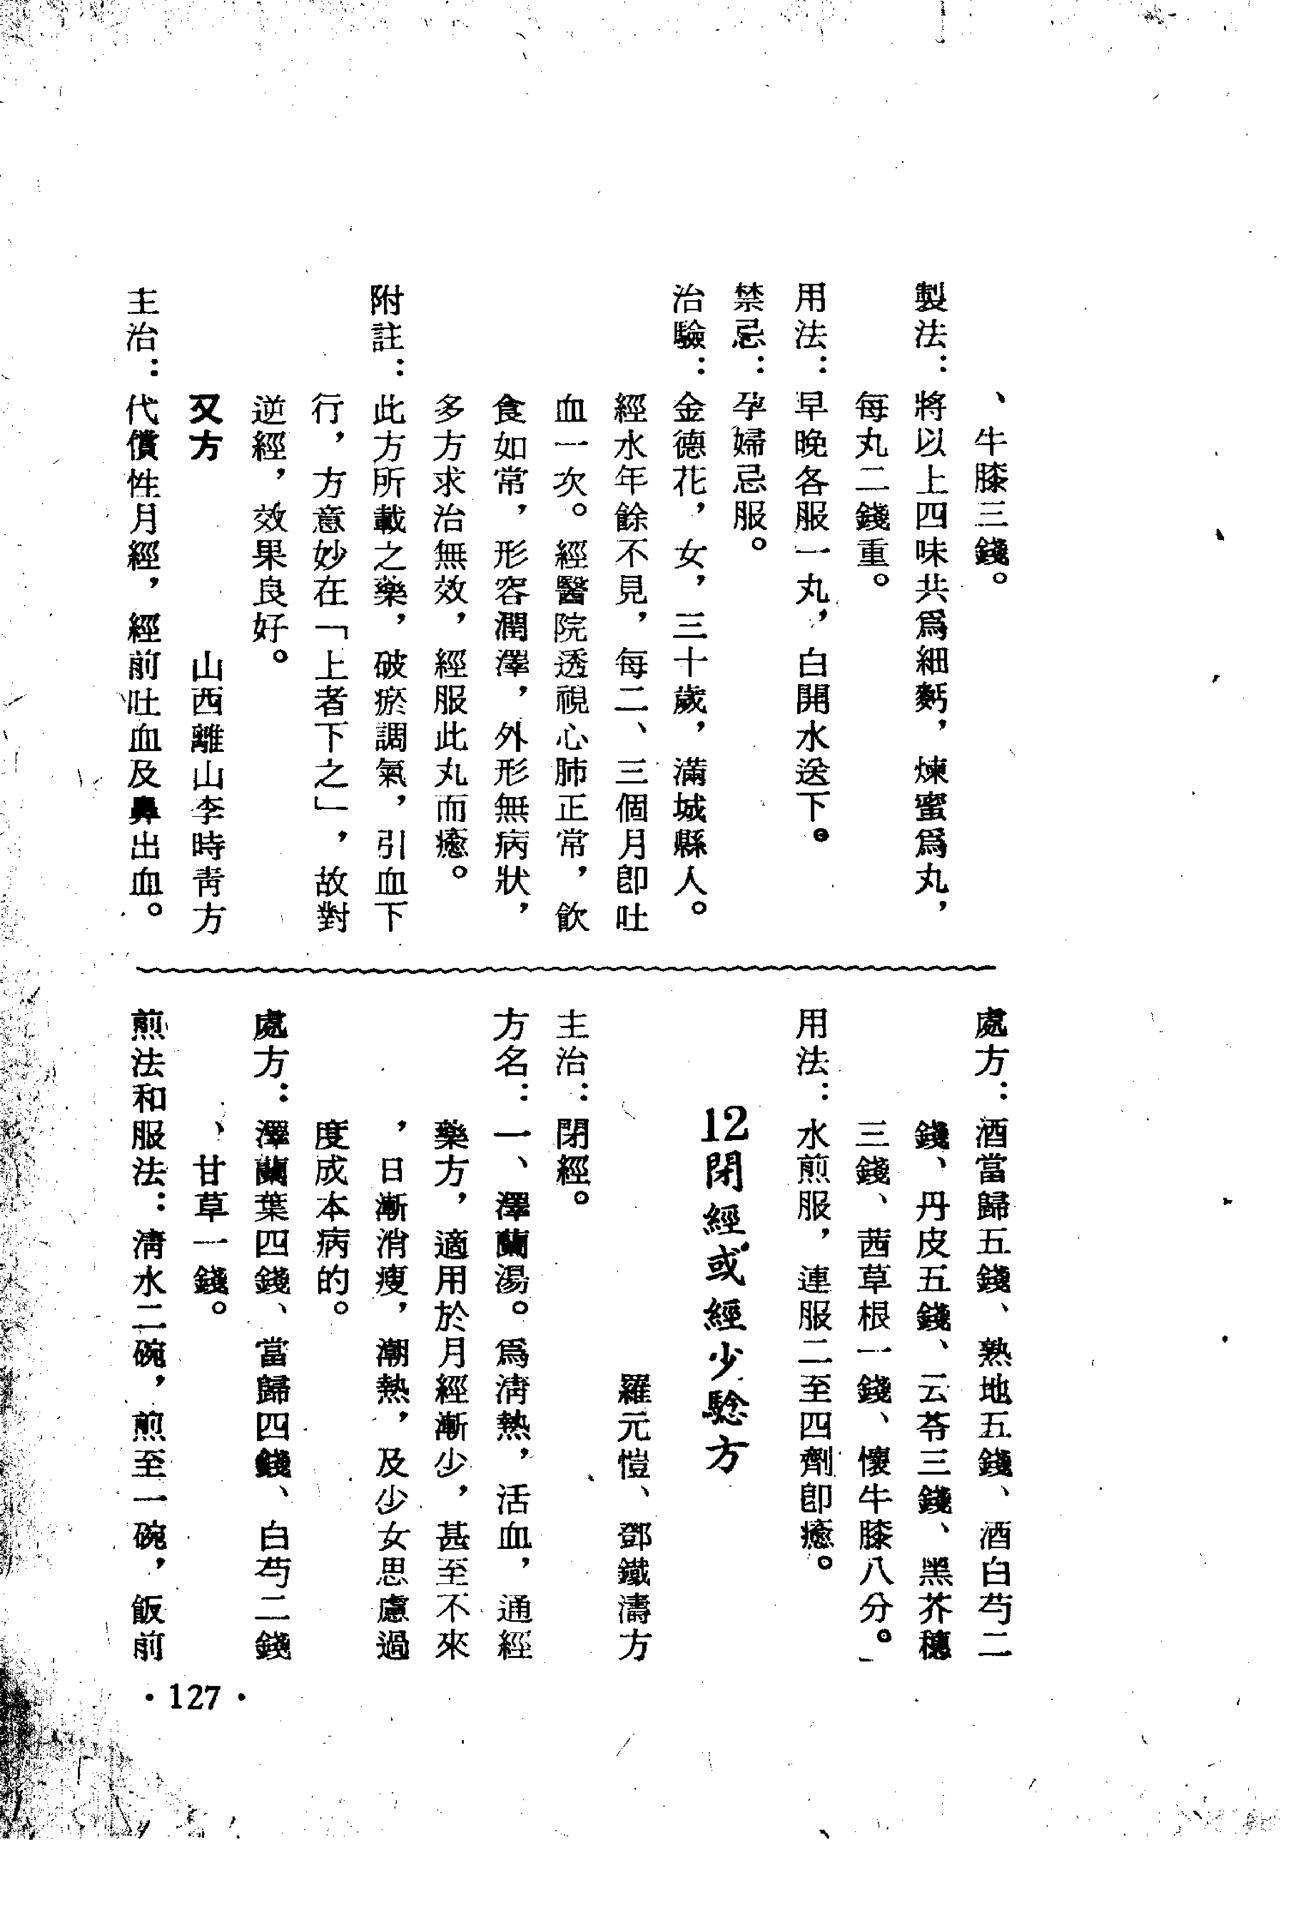 、牛膝三錢。
製法：將以上四味共爲細麪，煉蜜爲丸，
每丸二錢重。
用法：早晚各服一丸，白開水送下。
禁忌：孕婦忌服。
治驗：金德花，女，三十歲，滿城縣人。
經水年餘不見，每二、三個月卽吐
血一次。經醫院透視心肺正常，飮
食如常，形容潤澤，外形無病狀，
多方求治無效，經服此丸而癒。
附註：此方所載之藥，破瘀調氣，引血下
行，方意妙在「上者下之」，故對
逆經，效果良好。
又方　山西離山李時靑方
主治：代償性月經，經前吐血及鼻出血。
處方：酒當歸五錢、熟地五錢、酒白芍二
錢、丹皮五錢、云苓三錢、黑芥穗
三錢、茜草根一錢、懷牛膝八分。
用法：水煎服，連服二至四劑卽癒。
12閉經或經少驗方
羅元愷、鄧鐵濤方
主治：閉經。
方名：一、澤蘭湯。爲淸熱，活血，通經
藥方，適用於月經漸少，甚至不來
，日漸消瘦，潮熱，及少女思慮過
度成本病的。
處方：澤蘭葉四錢、當歸四錢、白芍二錢
、甘草一錢。
煎法和服法：淸水二碗，煎至一碗，飯前
·127·